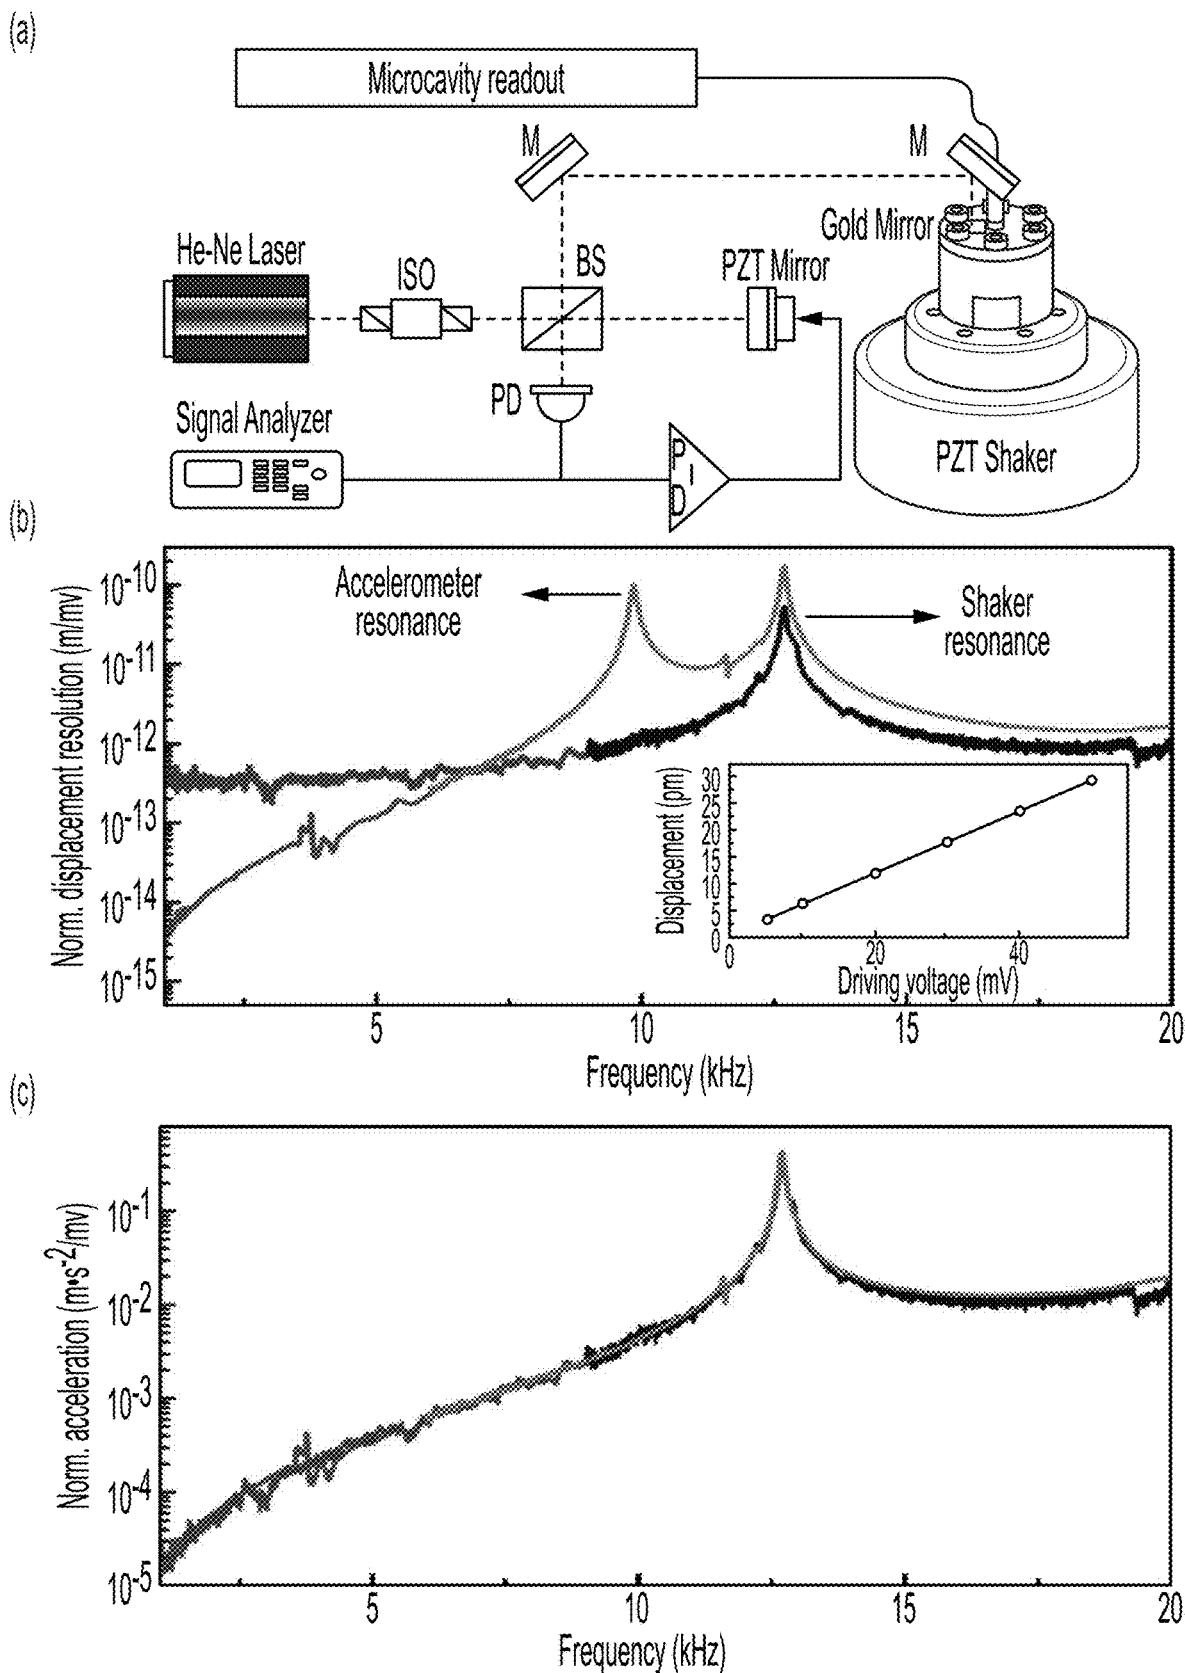 (a)
Microcavity readout
M
M
Gold Mirror
He-Ne Laser
ISO
BS
PZT Mirror
PD
Signal Analyzer
PZT Shaker
(b)
Norm. displacement resolution (m/mv)
10-10
10-11
10-12
10-13
10-14
10-15
Accelerometer
resonance
Shaker
resonance
Displacement (pm)
30
25
20
15
10
5
0
0
20
40
Driving voltage (mV)
5
10
15
20
Frequency (kHz)
(c)
Norm. acceleration (m•s-2/mv)
10-1
10-2
10-3
10-4
10-5
5
10
15
20
Frequency (kHz)